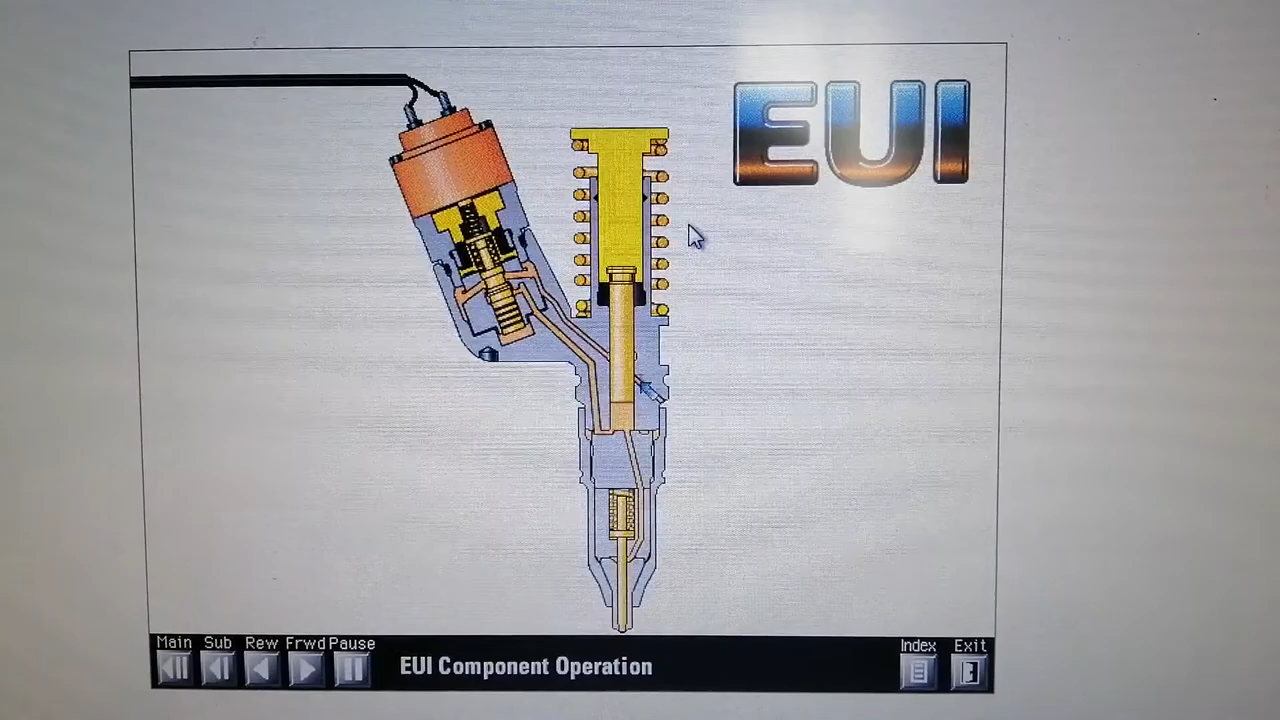 EUI
Main Sub Rew Frwd Pause
EUI Component Operation
Index Exit